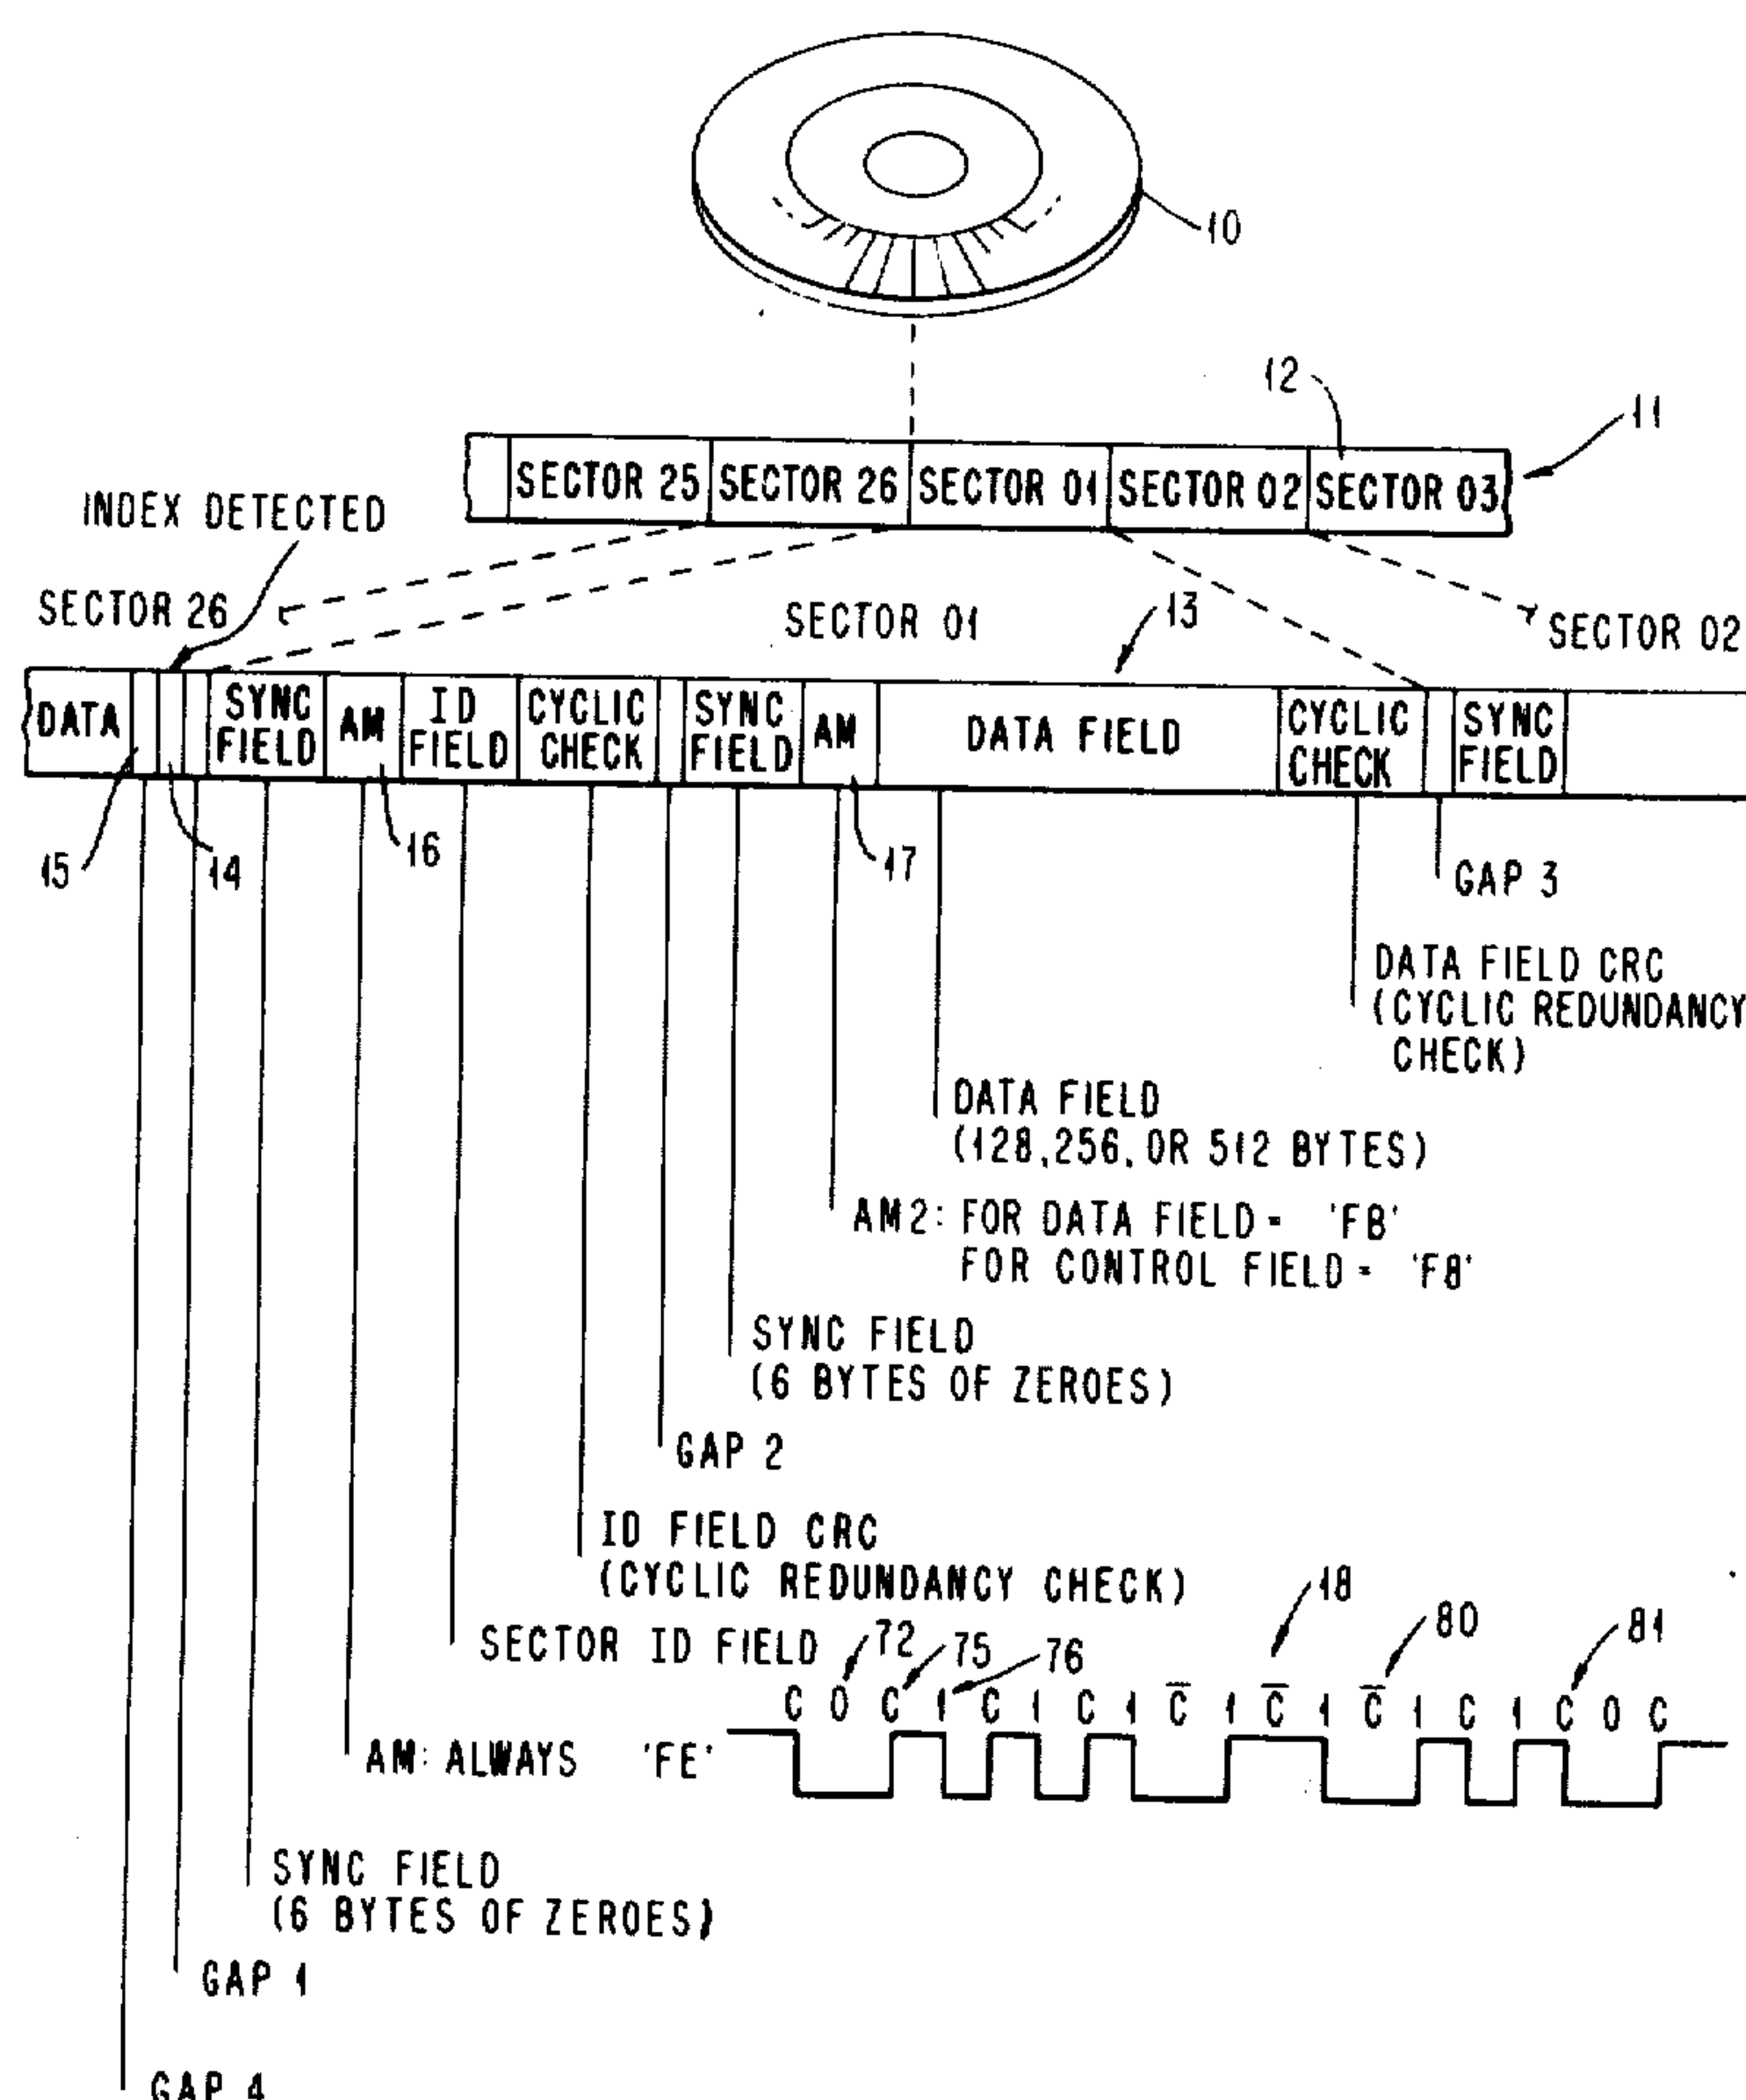 10
12
11
SECTOR 25 SECTOR 26 SECTOR 01 SECTOR 02 SECTOR 03
INDEX DETECTED
SECTOR 26
SECTOR 01
13
SECTOR 02
DATA
SYNC FIELD
AM
ID FIELD
CYCLIC CHECK
SYNC FIELD
AM
DATA FIELD
CYCLIC CHECK
SYNC FIELD
15
14
16
17
GAP 3
DATA FIELD CRC
(CYCLIC REDUNDANCY
CHECK)
DATA FIELD
(128,256, OR 512 BYTES)
AM2: FOR DATA FIELD = 'FB'
FOR CONTROL FIELD = 'F8'
SYNC FIELD
(6 BYTES OF ZEROES)
GAP 2
ID FIELD CRC
(CYCLIC REDUNDANCY CHECK)
SECTOR ID FIELD
72
75
76
18
80
81
C 0 C 1 C 1 C 1 C̅ 1 C̅ 1 C̅ 1 C 1 C 0 C
AM: ALWAYS 'FE'
SYNC FIELD
(6 BYTES OF ZEROES)
GAP 1
GAP 4